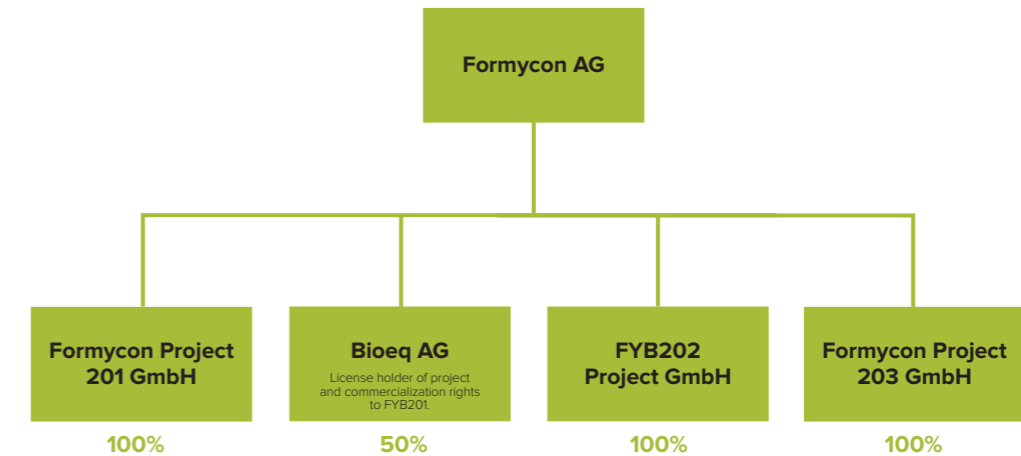 Formycon AG
Formycon Project
201 GmbH
100%
Bioeq AG
License holder of project
and commercialization rights
to FYB201.
50%
FYB202
Project GmbH
100%
Formycon Project
203 GmbH
100%